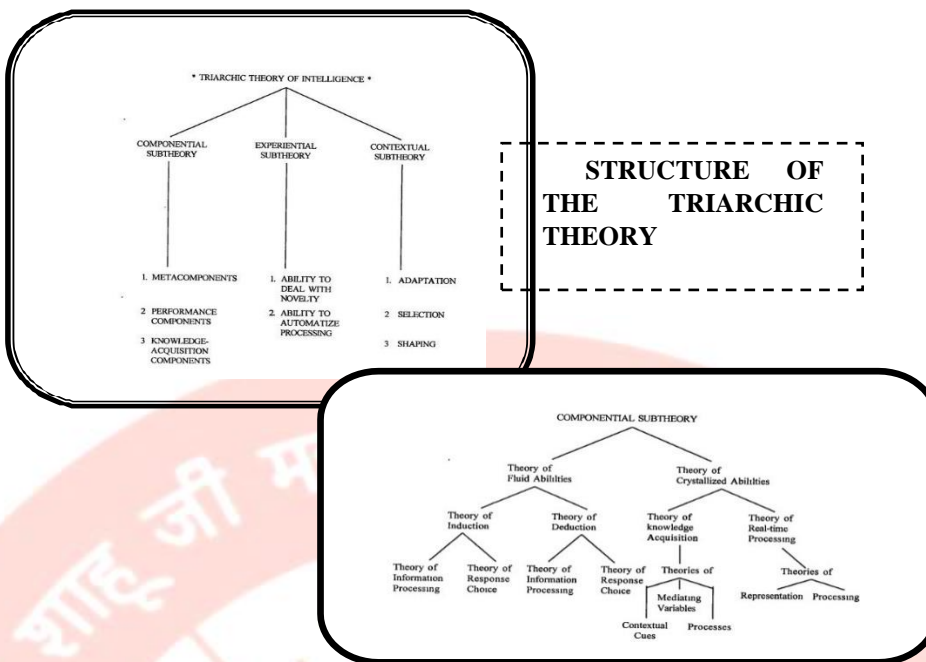 * TRIARCHIC THEORY OF INTELLIGENCE *
COMPONENTIAL
SUBTHEORY
EXPERIENTIAL
SUBTHEORY
CONTEXTUAL
SUBTHEORY
1. METACOMPONENTS
2 PERFORMANCE
COMPONENTS
3 KNOWLEDGE-
ACQUISITION
COMPONENTS
1. ABILITY TO
DEAL WITH
NOVELTY
2. ABILITY TO
AUTOMATIZE
PROCESSING
1. ADAPTATION
2 SELECTION
3 SHAPING
STRUCTURE OF
THE TRIARCHIC
THEORY
COMPONENTIAL SUBTHEORY
Theory of
Fluid Abilities
Theory of
Crystallized Abilities
Theory of
Induction
Theory of
Deduction
Theory of
knowledge
Acquisition
Theory of
Real-time
Processing
Theory of
Information
Processing
Theory of
Response
Choice
Theory of
Information
Processing
Theory of
Response
Choice
Theories of
Mediating
Variables
Contextual
Cues
Processes
Theories of
Representation Processing
शाहू जी